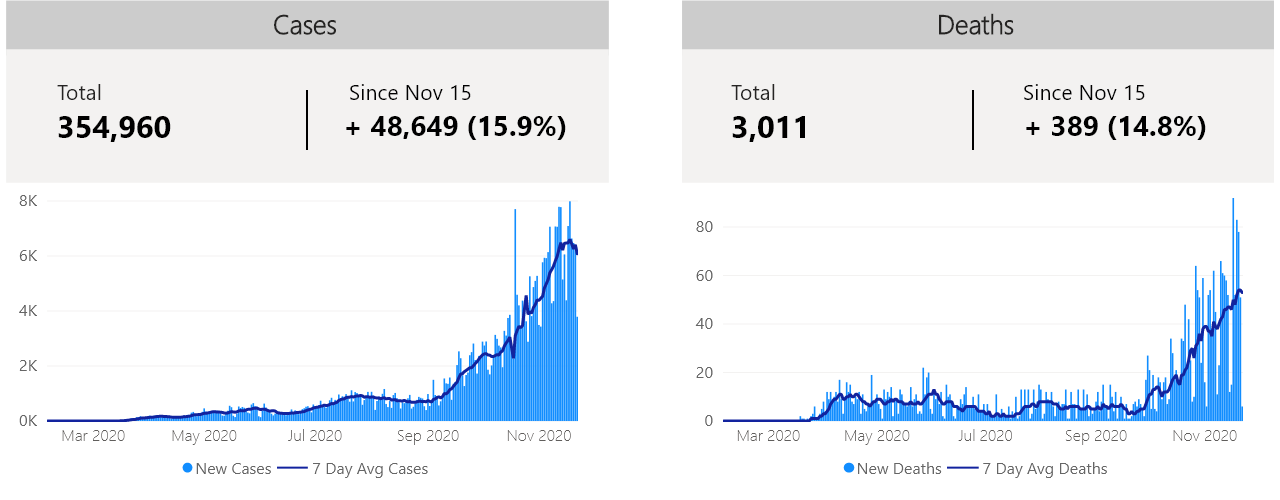 Cases
Total
354,960
Since Nov 15
+ 48,649 (15.9%)
8K
6K
4K
2K
0K
Mar 2020 May 2020 Jul 2020 Sep 2020 Nov 2020
New Cases 7 Day Avg Cases
Deaths
Total
3,011
Since Nov 15
+ 389 (14.8%)
80
60
40
20
0
Mar 2020 May 2020 Jul 2020 Sep 2020 Nov 2020
New Deaths 7 Day Avg Deaths